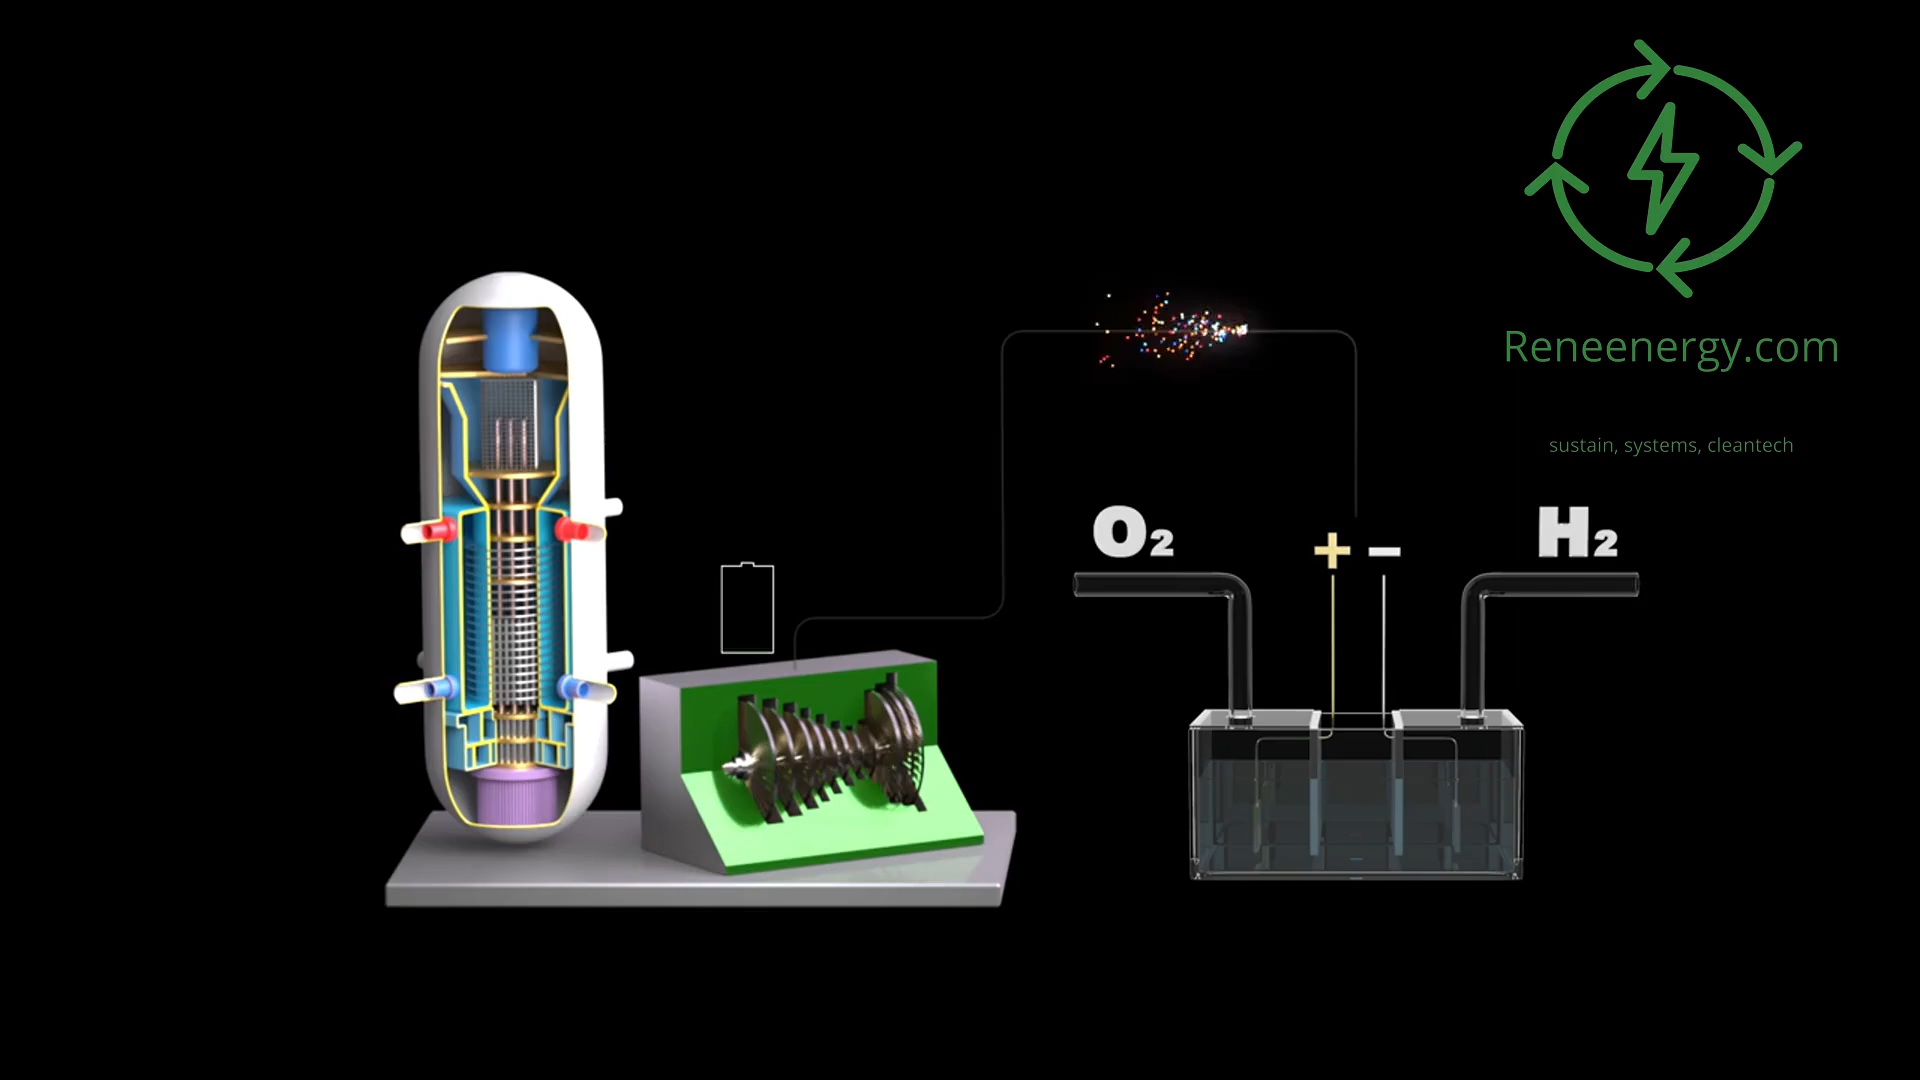 Reneenergy.com
sustain, systems, cleantech
O₂
+ −
H₂